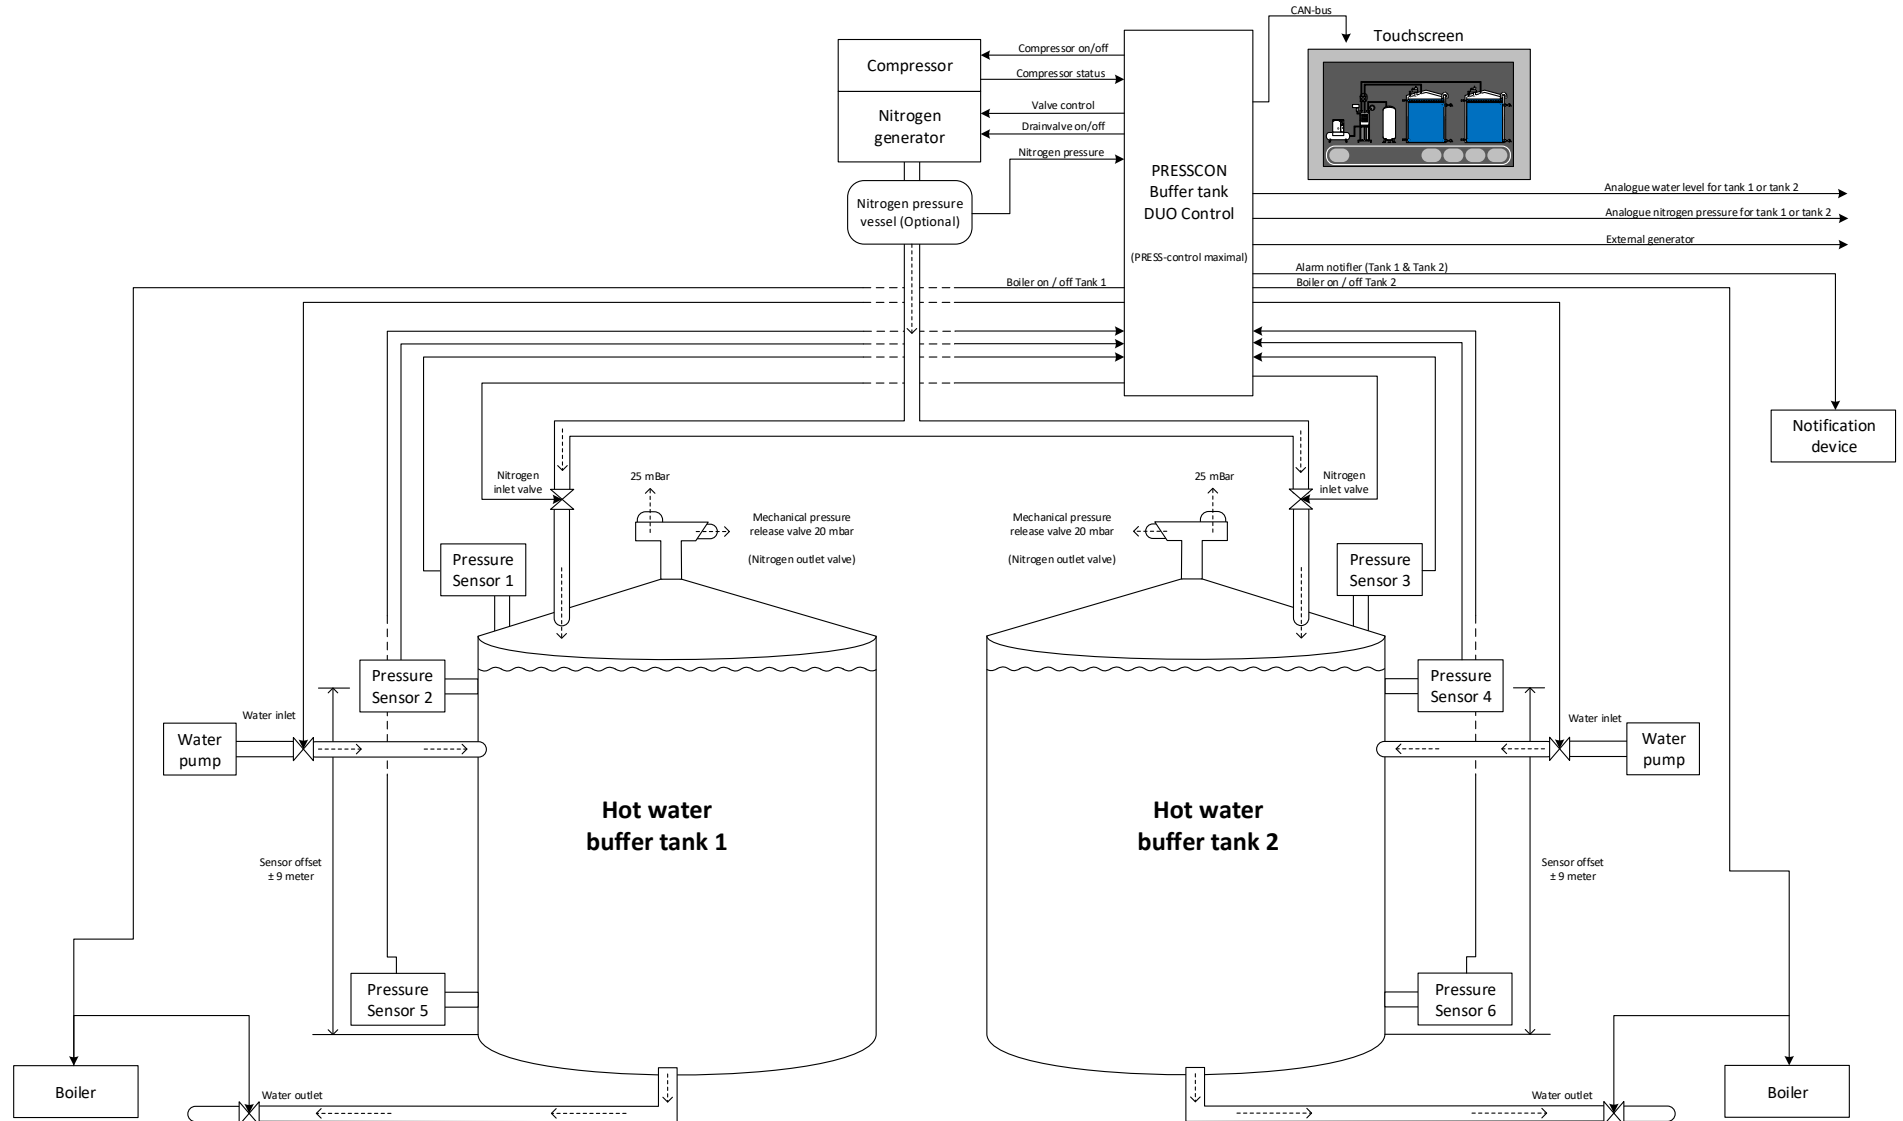 CAN-bus
Touchscreen
Compressor
Compressor on/off
Compressor status
Nitrogen
generator
Valve control
Drainvalve on/off
Nitrogen pressure
Nitrogen pressure
vessel (Optional)
PRESSCON
Buffer tank
DUO Control
(PRESS-control maximal)
Analogue water level for tank 1 or tank 2
Analogue nitrogen pressure for tank 1 or tank 2
External generator
Alarm notifier (Tank 1 & Tank 2)
Boiler on / off Tank 1
Boiler on / off Tank 2
Notification
device
Nitrogen
inlet valve
25 mBar
Mechanical pressure
release valve 20 mbar
(Nitrogen outlet valve)
25 mBar
Mechanical pressure
release valve 20 mbar
(Nitrogen outlet valve)
Nitrogen
inlet valve
Pressure
Sensor 1
Pressure
Sensor 3
Pressure
Sensor 2
Pressure
Sensor 4
Water inlet
Water
pump
Water inlet
Water
pump
Hot water
buffer tank 1
Hot water
buffer tank 2
Sensor offset
± 9 meter
Sensor offset
± 9 meter
Pressure
Sensor 5
Pressure
Sensor 6
Boiler
Water outlet
Water outlet
Boiler